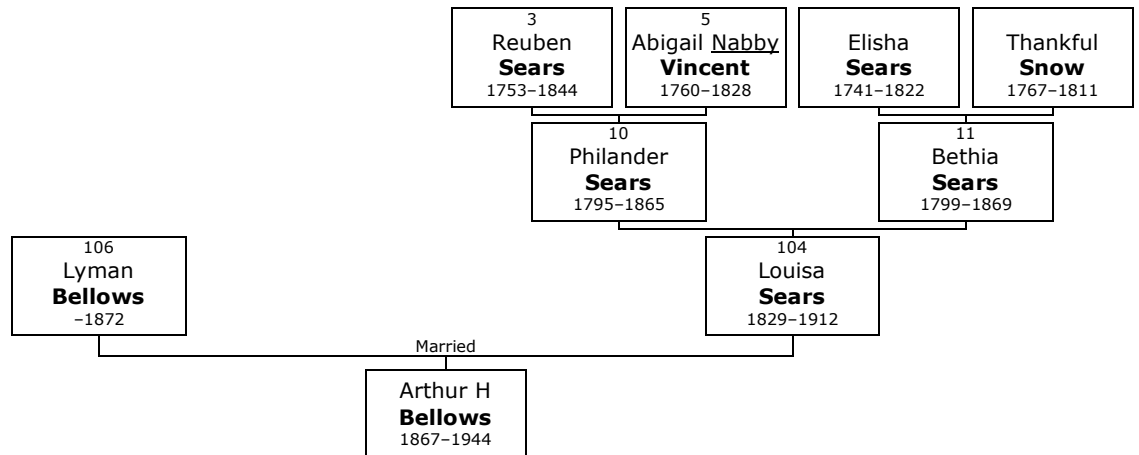 3
Reuben
Sears
1753–1844
5
Abigail Nabby
Vincent
1760–1828
Elisha
Sears
1741–1822
Thankful
Snow
1767–1811
10
Philander
Sears
1795–1865
11
Bethia
Sears
1799–1869
106
Lyman
Bellows
–1872
104
Louisa
Sears
1829–1912
Married
Arthur H
Bellows
1867–1944